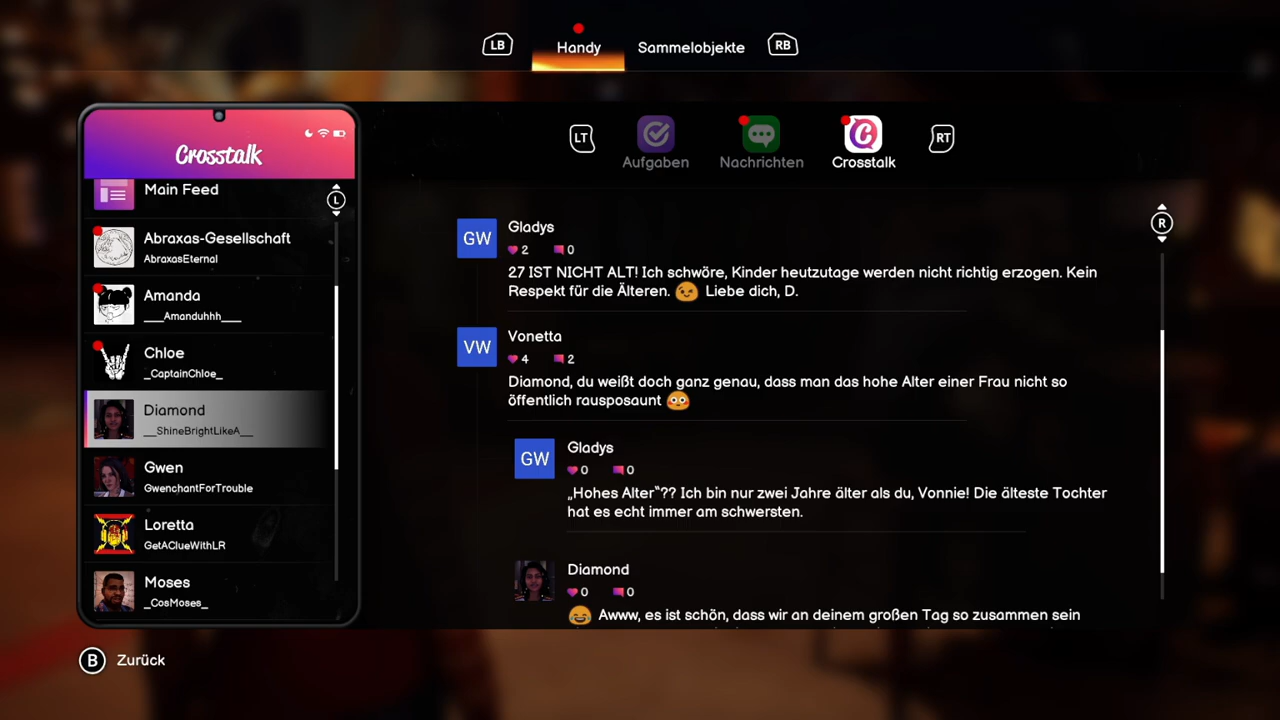 LB
Handy
Sammelobjekte
RB
Crosstalk
LT
Aufgaben
Nachrichten
Crosstalk
RT
Main Feed
L
Abraxas-Gesellschaft
AbraxasEternal
Amanda
___Amanduhhh___
Chloe
_CaptainChloe_
Diamond
__ShineBrightLikeA__
Gwen
GwenchantForTrouble
Loretta
GetAClueWithLR
Moses
_CosMoses_
R
GW
Gladys
2 0
27 IST NICHT ALT! Ich schwöre, Kinder heutzutage werden nicht richtig erzogen. Kein
Respekt für die Älteren. 😉 Liebe dich, D.
VW
Vonetta
4 2
Diamond, du weißt doch ganz genau, dass man das hohe Alter einer Frau nicht so
öffentlich rausposaunt 😳
GW
Gladys
0 0
„Hohes Alter“?? Ich bin nur zwei Jahre älter als du, Vonnie! Die älteste Tochter
hat es echt immer am schwersten.
Diamond
0 0
😂 Awww, es ist schön, dass wir an deinem großen Tag so zusammen sein
B Zurück